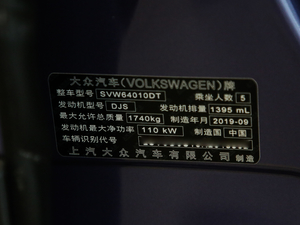 大众汽车(VOLKSWAGEN)牌
整车型号 SVW64010DT 乘坐人数 5
发动机型号 DJS 发动机排量 1395 mL
最大允许总质量 1740kg 制造年月 2019-09
发动机最大净功率 110 kW 制造国 中国
车辆识别代号
上汽大众汽车有限公司 制造